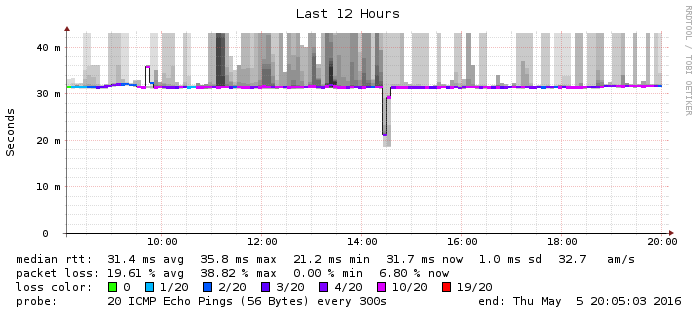 Last 12 Hours
RRDTOOL / TOBI OETIKER
Seconds
40 m
30 m
20 m
10 m
0
10:00 12:00 14:00 16:00 18:00 20:00
median rtt: 31.4 ms avg 35.8 ms max 21.2 ms min 31.7 ms now 1.0 ms sd 32.7 am/s
packet loss: 19.61 % avg 38.82 % max 0.00 % min 6.80 % now
loss color: 0 1/20 2/20 3/20 4/20 10/20 19/20
probe: 20 ICMP Echo Pings (56 Bytes) every 300s end: Thu May 5 20:05:03 2016